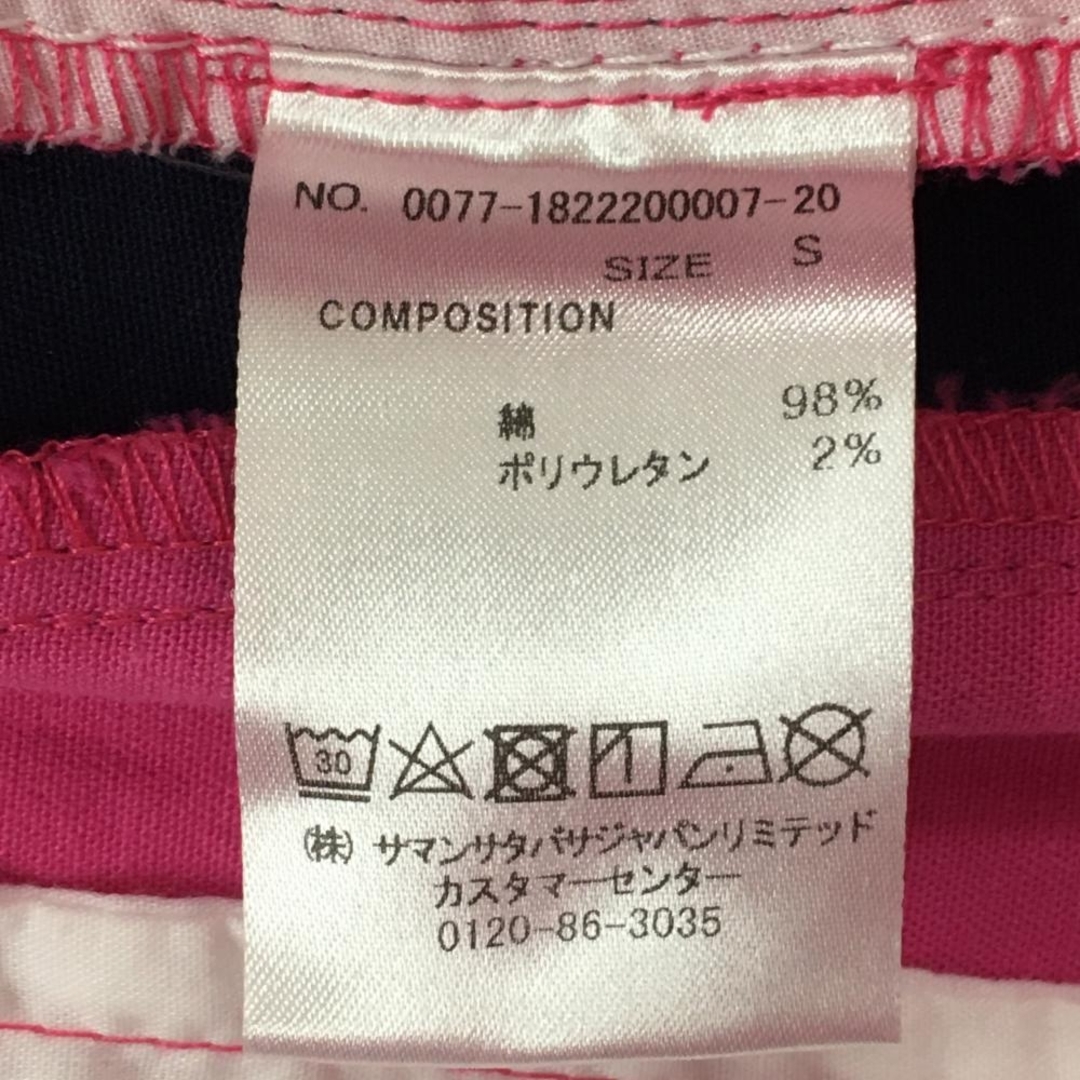 NO. 0077-1822200007-20
SIZE S
COMPOSITION
綿 98%
ポリウレタン 2%
30
(株) サマンサタバサジャパンリミテッド
カスタマーセンター
0120-86-3035